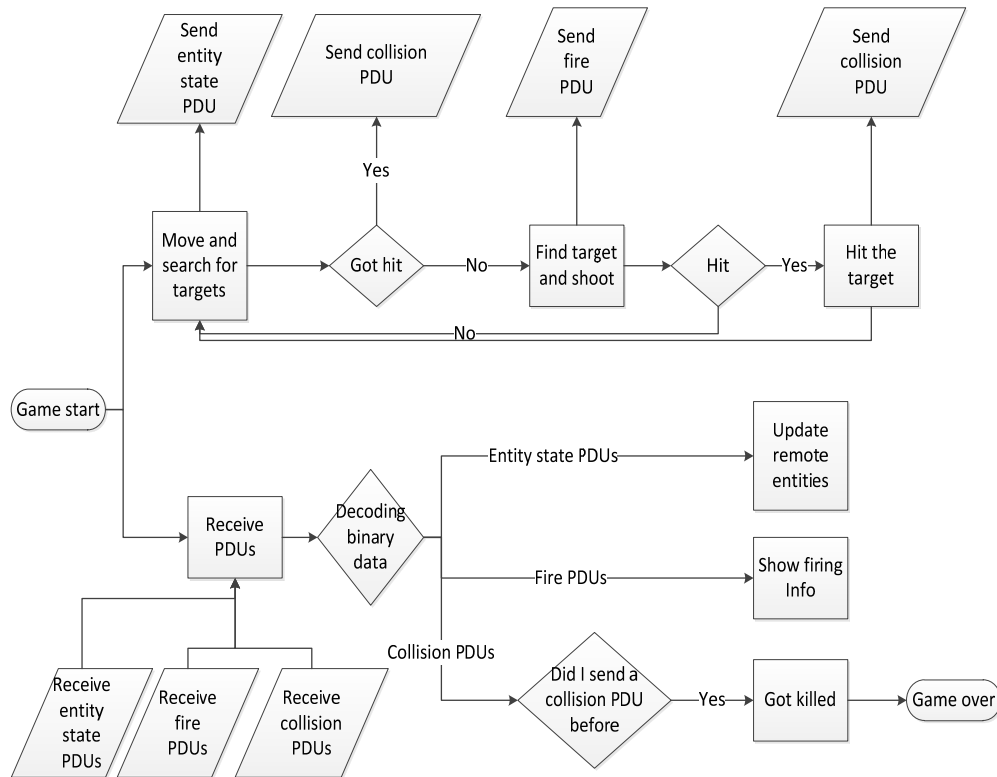 Send
entity
state
PDU
Send collision
PDU
Send
fire
PDU
Send
collision
PDU
Yes
Move and
search for
targets
Got hit
No
Find target
and shoot
Hit
Yes
Hit the
target
No
Game start
Entity state PDUs
Update
remote
entities
Receive
PDUs
Decoding
binary
data
Fire PDUs
Show firing
Info
Collision PDUs
Did I send a
collision PDU
before
Yes
Got killed
Game over
Receive
entity
state
PDUs
Receive
fire
PDUs
Receive
collision
PDUs